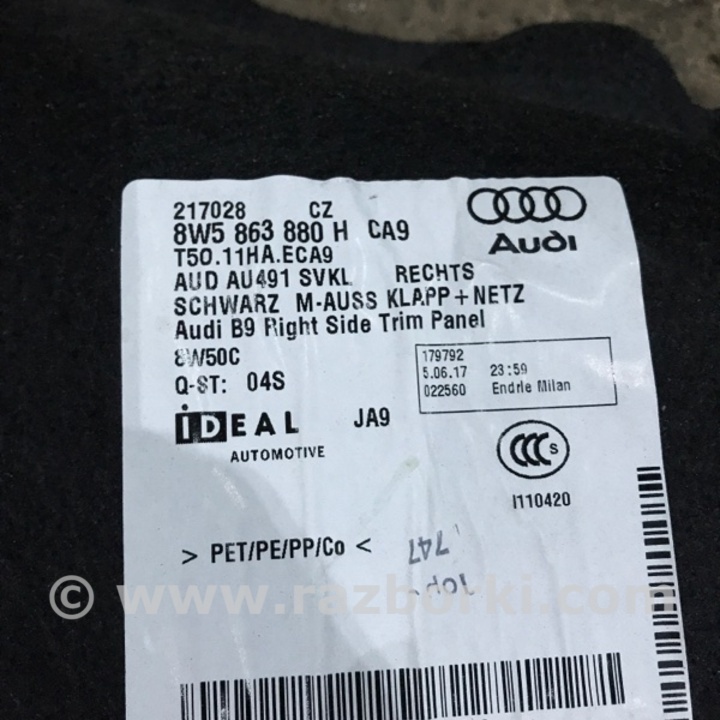 217028 CZ
8W5 863 880 H CA9
T50.11HA.ECA9
Audi
AUD AU491 SVKL RECHTS
SCHWARZ M-AUSS KLAPP+NETZ
Audi B9 Right Side Trim Panel
8W50C
Q-ST: 04S
179792
5.06.17 23:59
022560 Endrle Milan
iDEAL JA9
AUTOMOTIVE
CCC S
I110420
> PET/PE/PP/Co <
747
© www.razborki.com